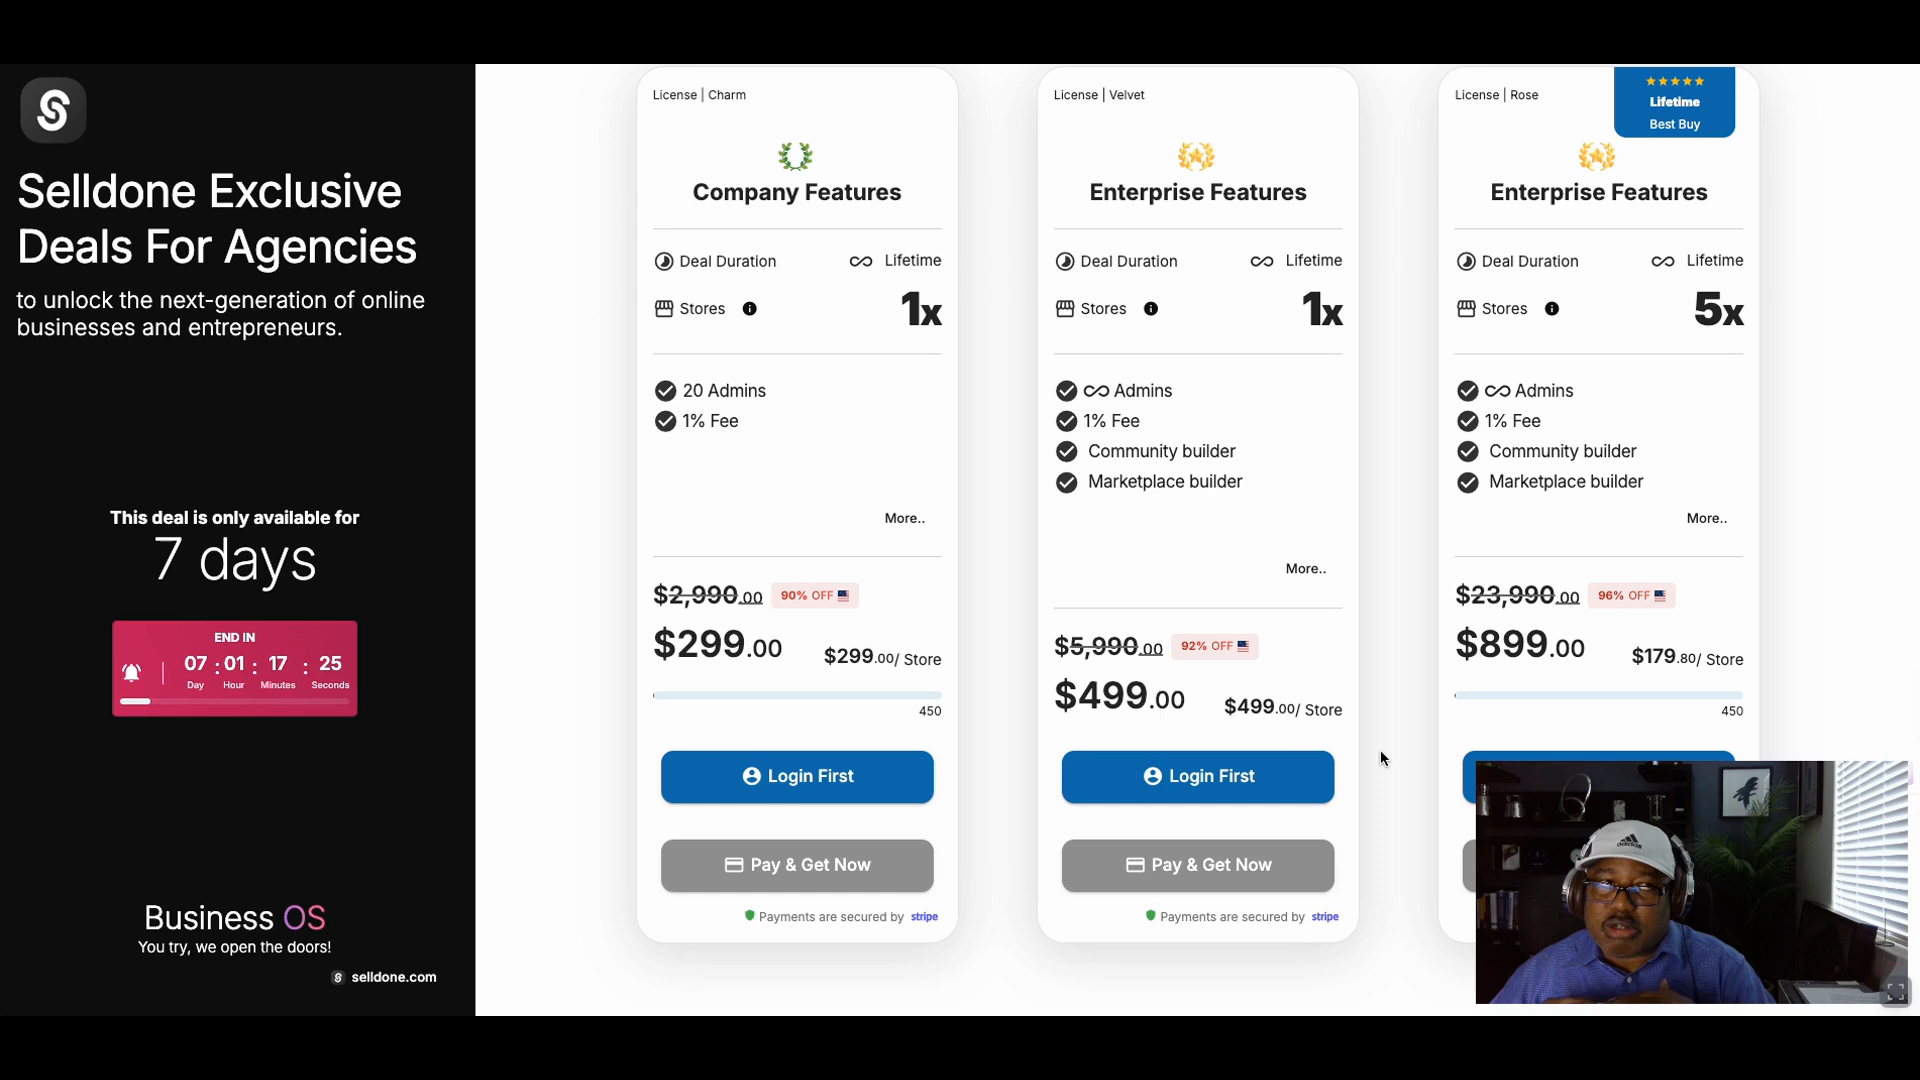 Selldone Exclusive
Deals For Agencies
to unlock the next-generation of online
businesses and entrepreneurs.
This deal is only available for
7 days
END IN
07 : 01 : 17 : 25
Day Hour Minutes Seconds
Business OS
You try, we open the doors!
selldone.com
License | Charm
Company Features
Deal Duration Lifetime
Stores 1x
20 Admins
1% Fee
More..
$2,990.00 90% OFF
$299.00 $299.00/ Store
450
Login First
Pay & Get Now
Payments are secured by stripe
License | Velvet
Enterprise Features
Deal Duration Lifetime
Stores 1x
∞ Admins
1% Fee
Community builder
Marketplace builder
More..
$5,990.00 92% OFF
$499.00 $499.00/ Store
Login First
Pay & Get Now
Payments are secured by stripe
License | Rose
Lifetime
Best Buy
Enterprise Features
Deal Duration Lifetime
Stores 5x
∞ Admins
1% Fee
Community builder
Marketplace builder
More..
$23,990.00 96% OFF
$899.00 $179.80/ Store
450
adidas